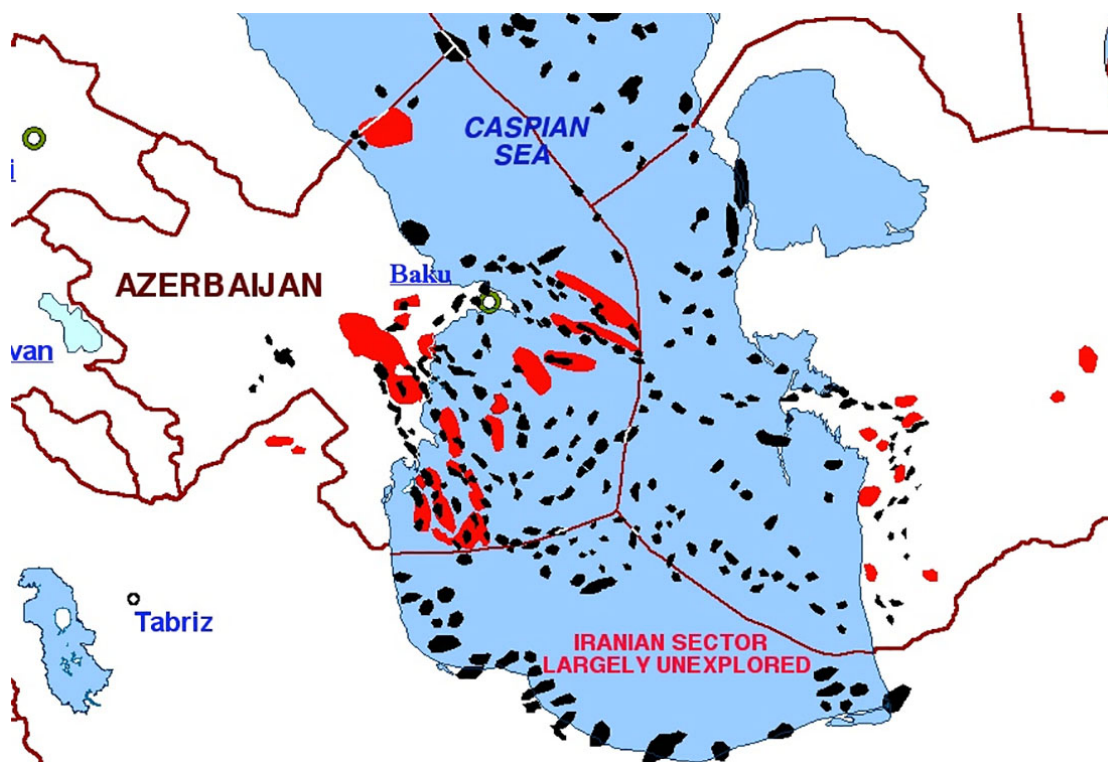 CASPIAN
SEA
i
Baku
AZERBAIJAN
van
Tabriz
IRANIAN SECTOR
LARGELY UNEXPLORED